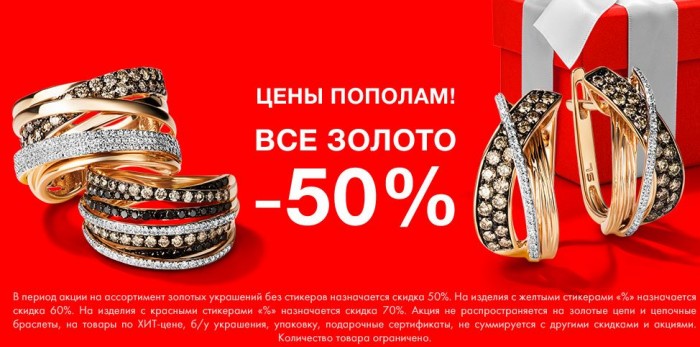 ЦЕНЫ ПОПОЛАМ!
ВСЕ ЗОЛОТО
-50%
SL
В период акции на ассортимент золотых украшений без стикеров назначается скидка 50%. На изделия с желтыми стикерами «%» назначается
скидка 60%. На изделия с красными стикерами «%» назначается скидка 70%. Акция не распространяется на золотые цепи и цепочные
браслеты, на товары по ХИТ-цене, б/у украшения, упаковку, подарочные сертификаты, не суммируется с другими скидками и акциями.
Количество товара ограничено.